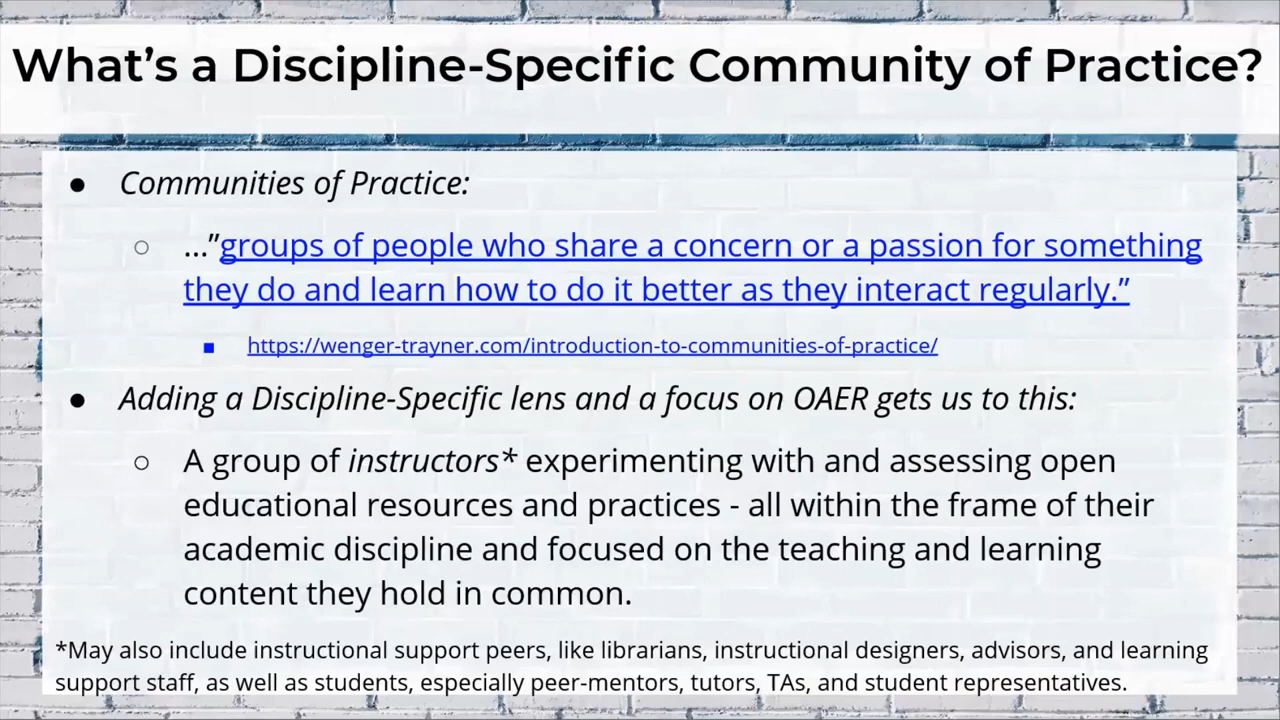 What’s a Discipline-Specific Community of Practice?
● Communities of Practice:
○ ...”groups of people who share a concern or a passion for something
they do and learn how to do it better as they interact regularly.”
■ https://wenger-trayner.com/introduction-to-communities-of-practice/
● Adding a Discipline-Specific lens and a focus on OAER gets us to this:
○ A group of instructors* experimenting with and assessing open
educational resources and practices - all within the frame of their
academic discipline and focused on the teaching and learning
content they hold in common.
*May also include instructional support peers, like librarians, instructional designers, advisors, and learning
support staff, as well as students, especially peer-mentors, tutors, TAs, and student representatives.